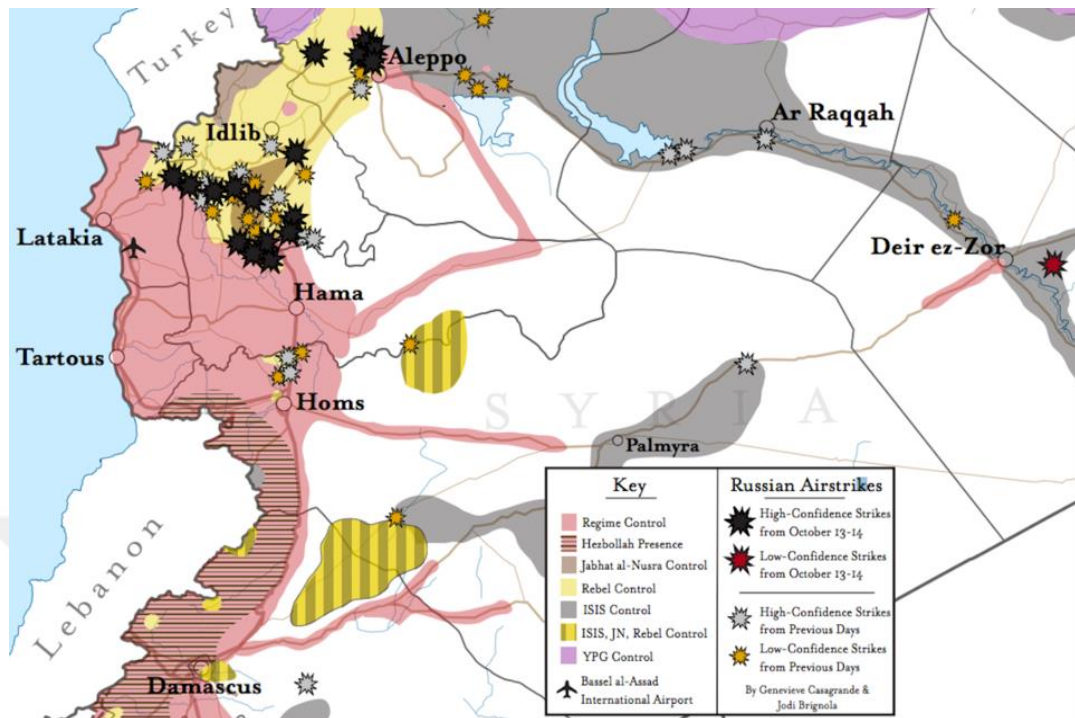 Turkey
Aleppo
Idlib
Ar Raqqah
Latakia
Deir ez-Zor
Hama
Tartous
Homs
SYRIA
Palmyra
Lebanon
Damascus
Key
Regime Control
Hezbollah Presence
Jabhat al-Nusra Control
Rebel Control
ISIS Control
ISIS, JN, Rebel Control
YPG Control
Bassel al-Assad
International Airport
Russian Airstrikes
High-Confidence Strikes
from October 13-14
Low-Confidence Strikes
from October 13-14
High-Confidence Strikes
from Previous Days
Low-Confidence Strikes
from Previous Days
By Genevieve Casagrande &
Jodi Brignola